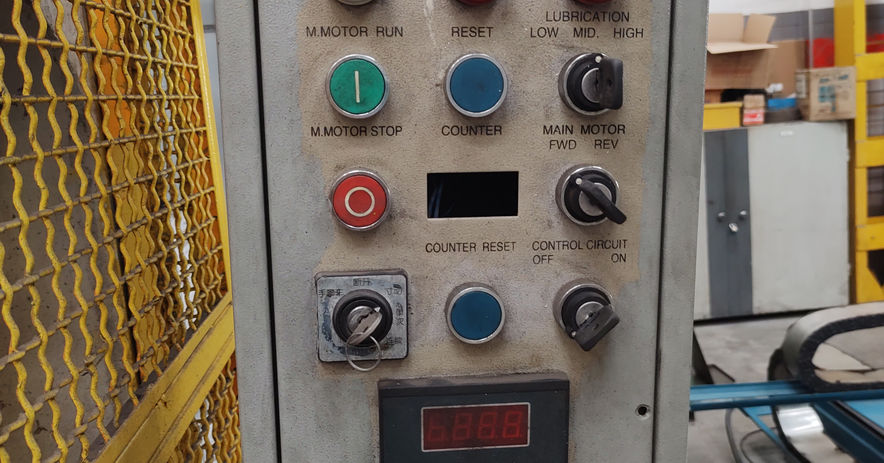 LUBRICATION
M.MOTOR RUN RESET LOW MID. HIGH
M.MOTOR STOP COUNTER MAIN MOTOR
FWD REV
COUNTER RESET CONTROL CIRCUIT
OFF ON